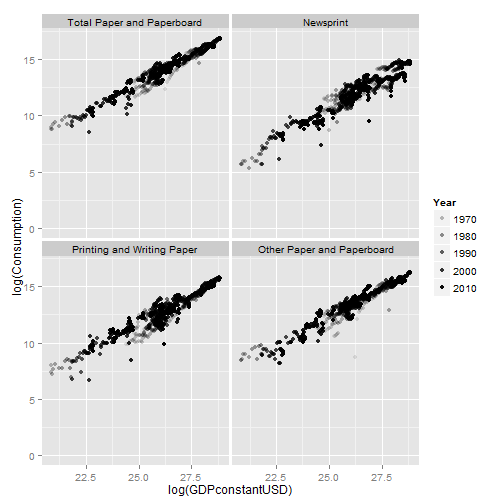 Total Paper and Paperboard
Newsprint
15
10
5
0
Printing and Writing Paper
Other Paper and Paperboard
15
10
5
0
22.5 25.0 27.5 22.5 25.0 27.5
log(GDPconstantUSD)
log(Consumption)
Year
1970
1980
1990
2000
2010